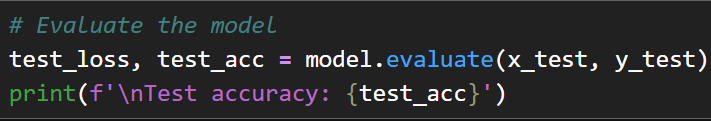 # Evaluate the model
test_loss, test_acc = model.evaluate(x_test, y_test)
print(f'\nTest accuracy: {test_acc}')